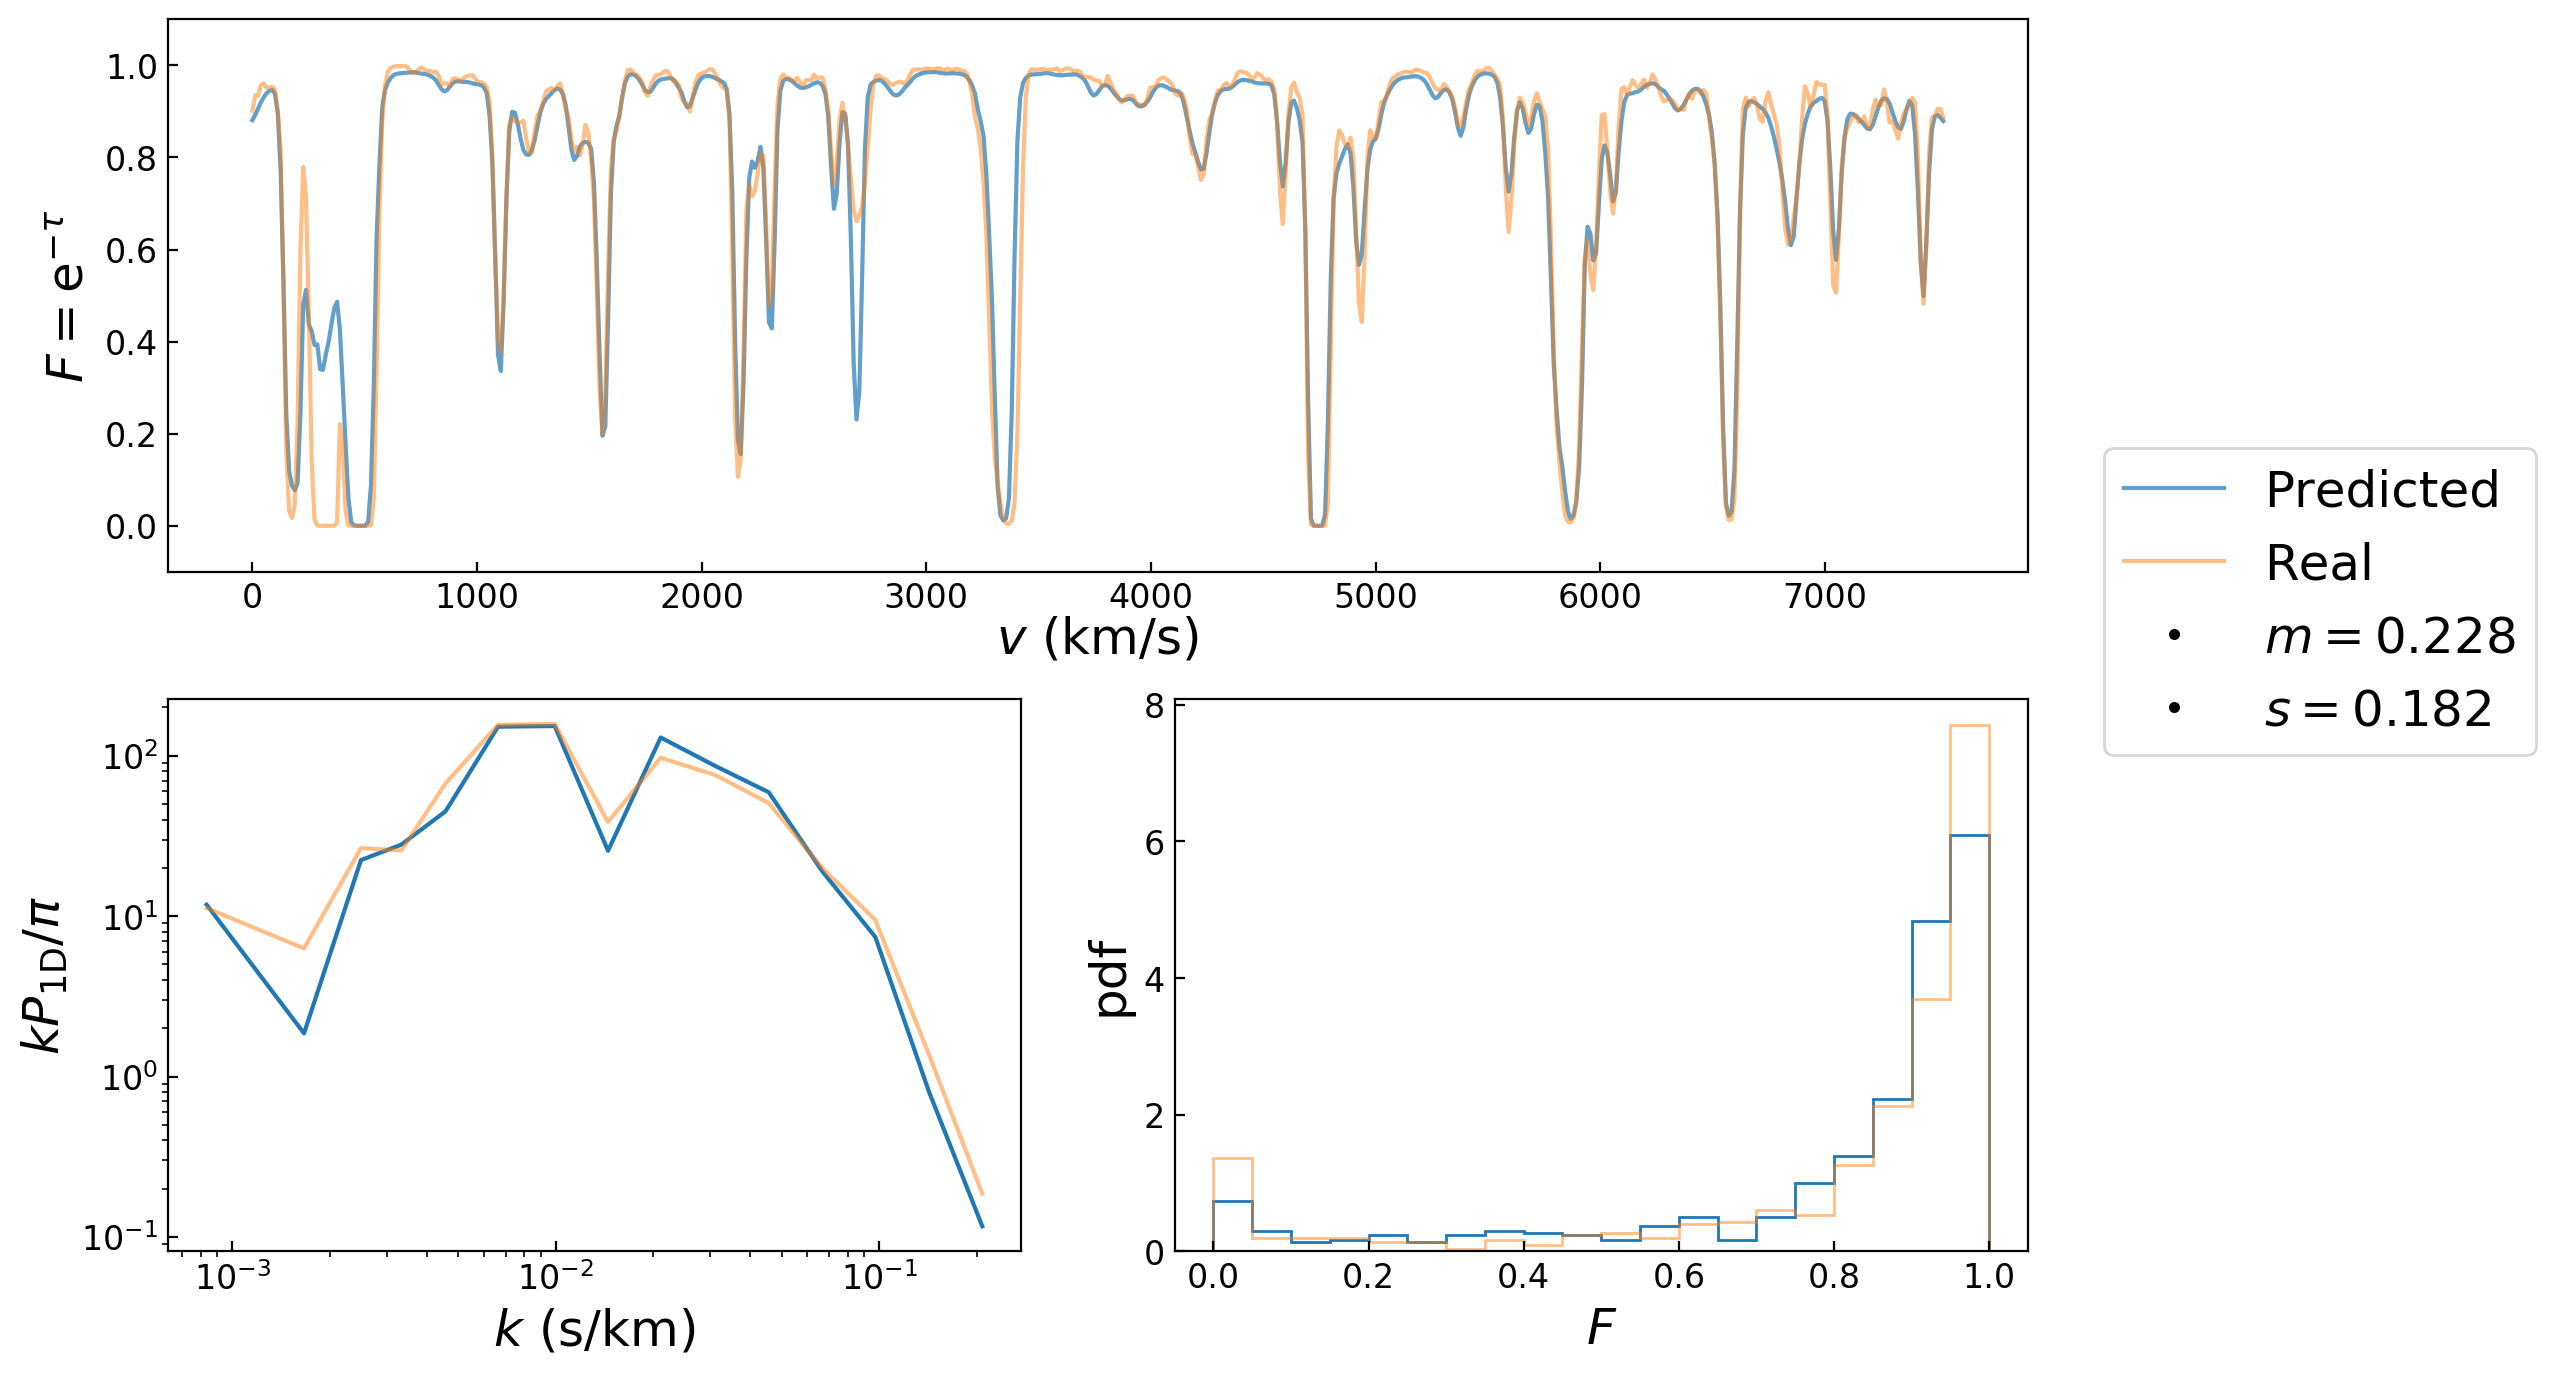 1.0
0.8
0.6
0.4
0.2
0.0
F = e^{-τ}
0 1000 2000 3000 4000 5000 6000 7000
v (km/s)
Predicted
Real
m = 0.228
s = 0.182
10^2
10^1
10^0
10^{-1}
kP_{1D}/π
10^{-3} 10^{-2} 10^{-1}
k (s/km)
8
6
4
2
0
pdf
0.0 0.2 0.4 0.6 0.8 1.0
F